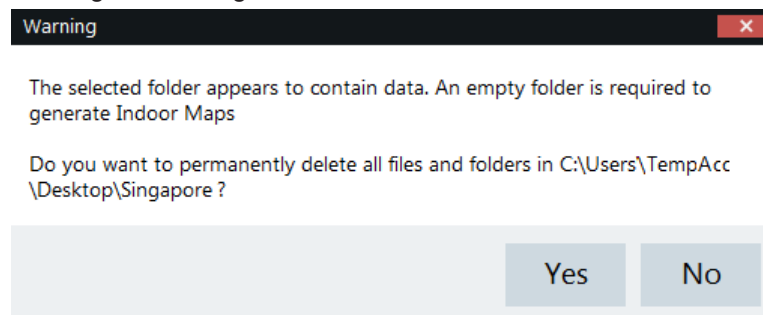 Warning
The selected folder appears to contain data. An empty folder is required to
generate Indoor Maps
Do you want to permanently delete all files and folders in C:\Users\TempAcc
\Desktop\Singapore ?
Yes No